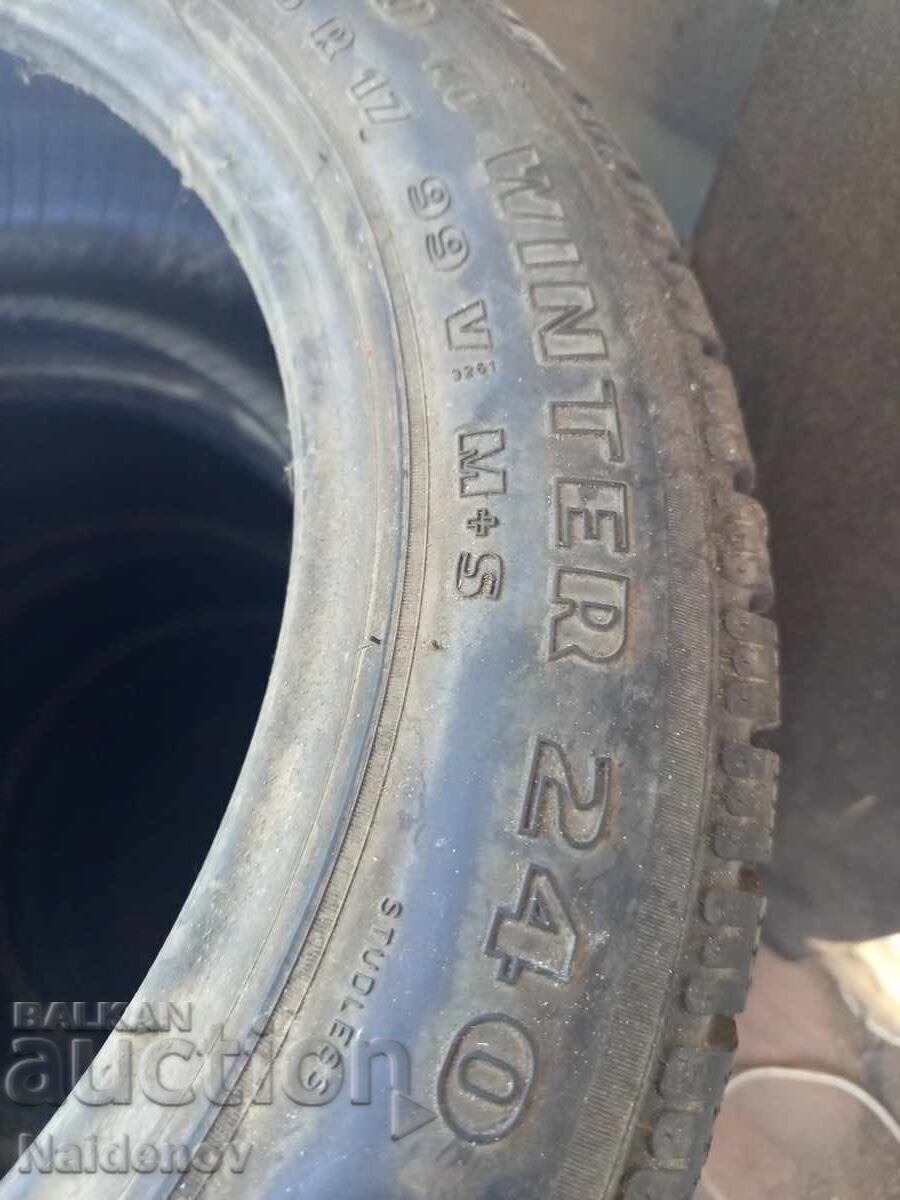 R 17 99 V M+S
3261
WINTER 240
STUDLESS
BALKAN
auction
Naidenov